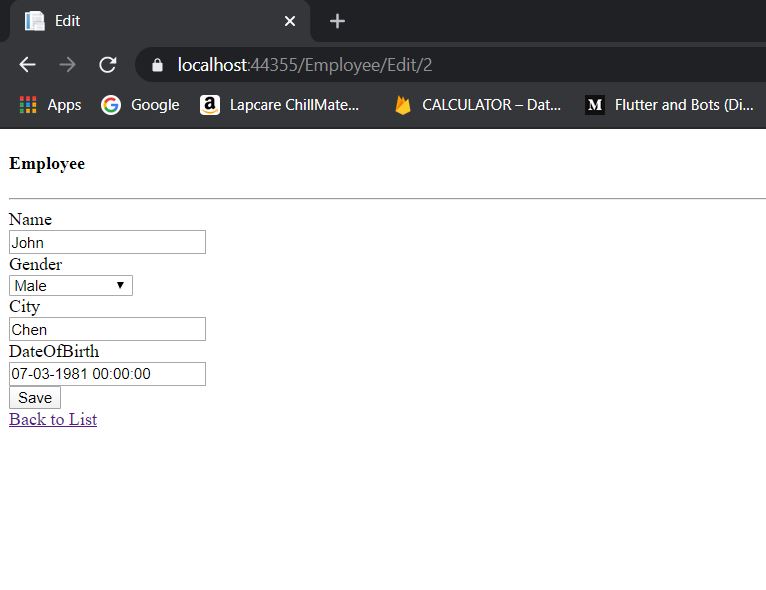 Edit
localhost:44355/Employee/Edit/2
Apps Google Lapcare ChillMate... CALCULATOR – Dat... Flutter and Bots (Di...
Employee
Name
John
Gender
Male
City
Chen
DateOfBirth
07-03-1981 00:00:00
Save
Back to List